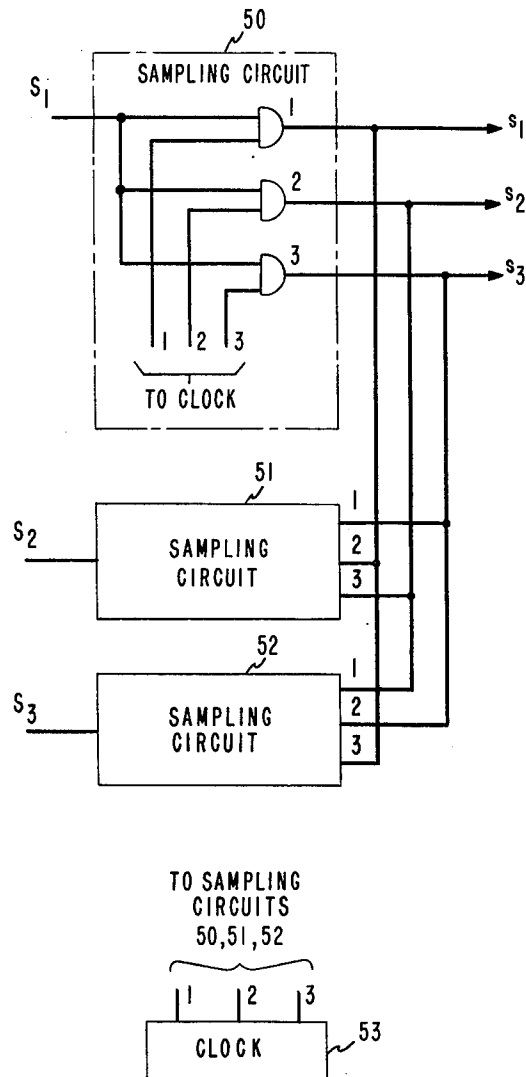 50
SAMPLING CIRCUIT
S1
1
s1
2
s2
3
s3
1 2 3
TO CLOCK
51
S2
SAMPLING
CIRCUIT
1
2
3
52
S3
SAMPLING
CIRCUIT
1
2
3
TO SAMPLING
CIRCUITS
50,51,52
1 2 3
CLOCK
53